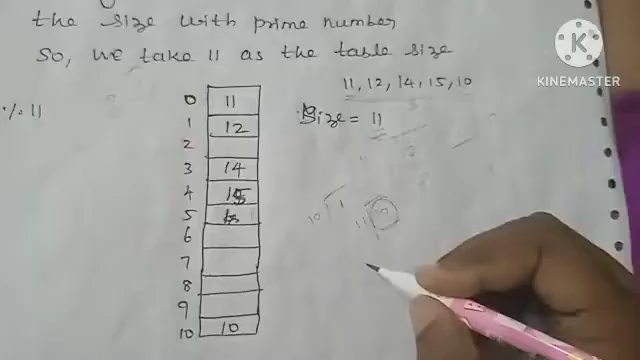 the size with prime number
So, we take 11 as the table size
KINEMASTER
11, 12, 14, 15, 10
% 11
Size = 11
0 11
1 12
2
3 14
4 15
5
6
7
8
9
10 10